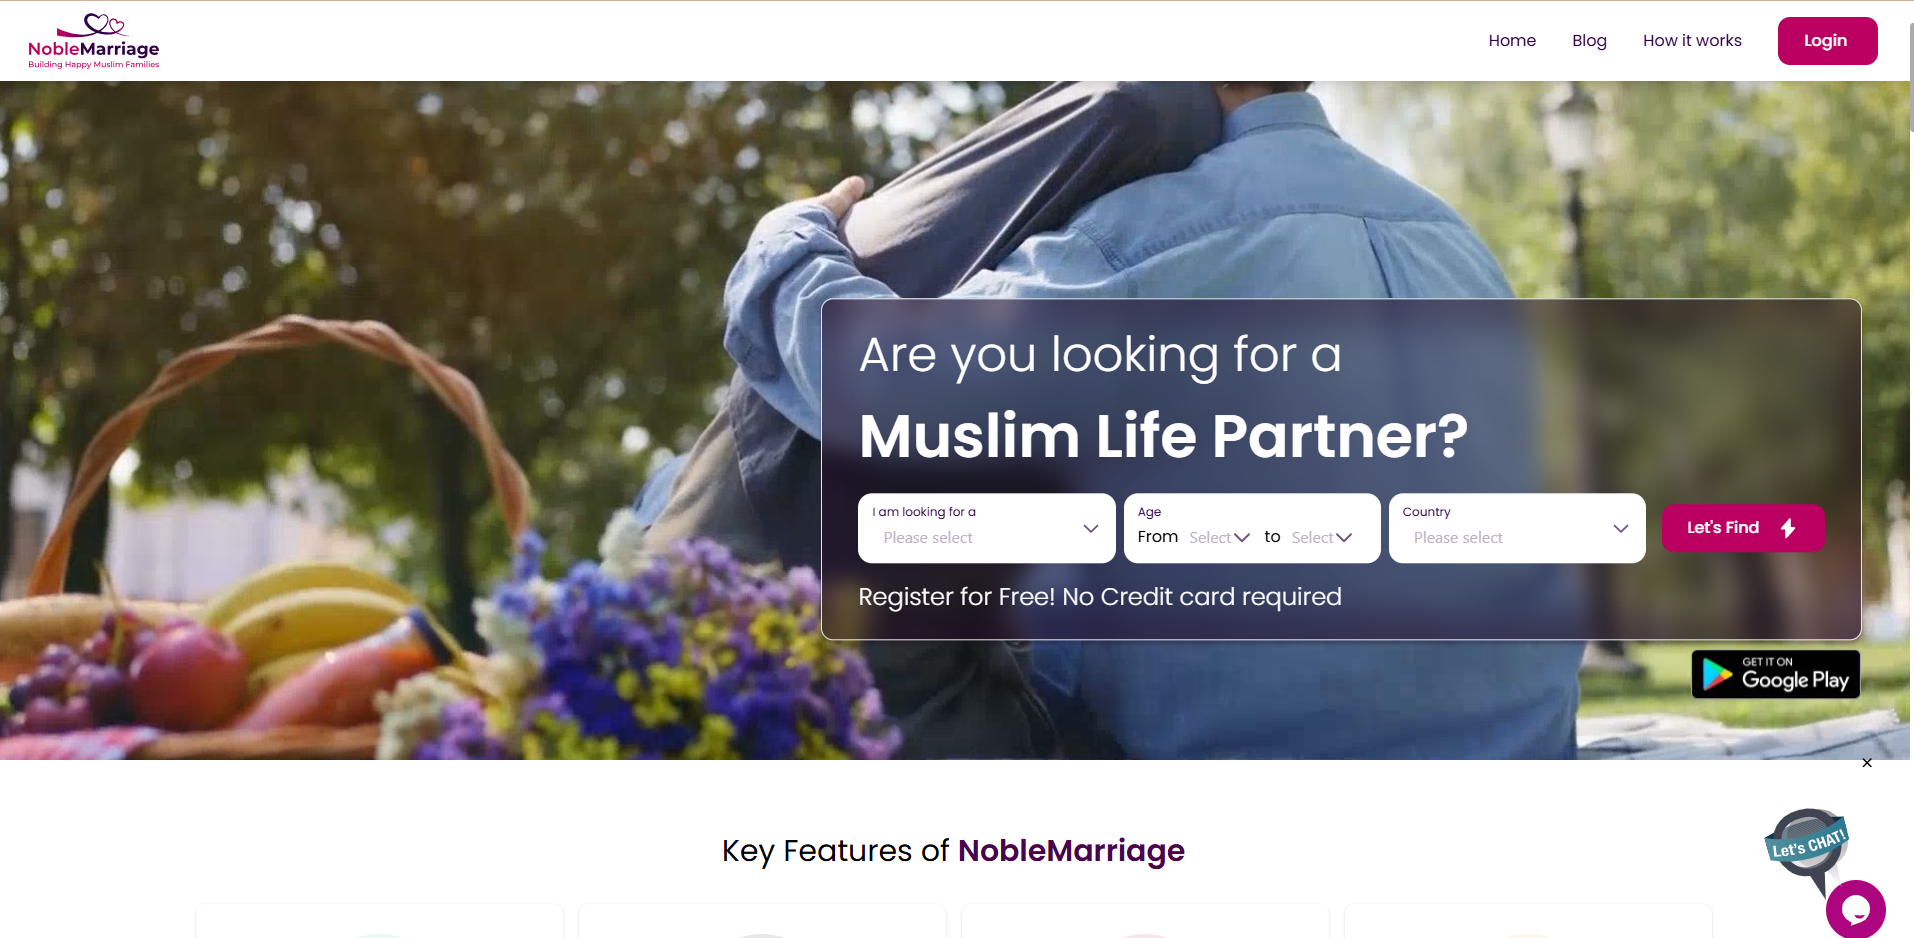 NobleMarriage
Building Happy Muslim Families
Home Blog How it works Login
Are you looking for a
Muslim Life Partner?
I am looking for a
Please select
Age
From Select to Select
Country
Please select
Let's Find
Register for Free! No Credit card required
GET IT ON
Google Play
Key Features of NobleMarriage
Let's CHAT!